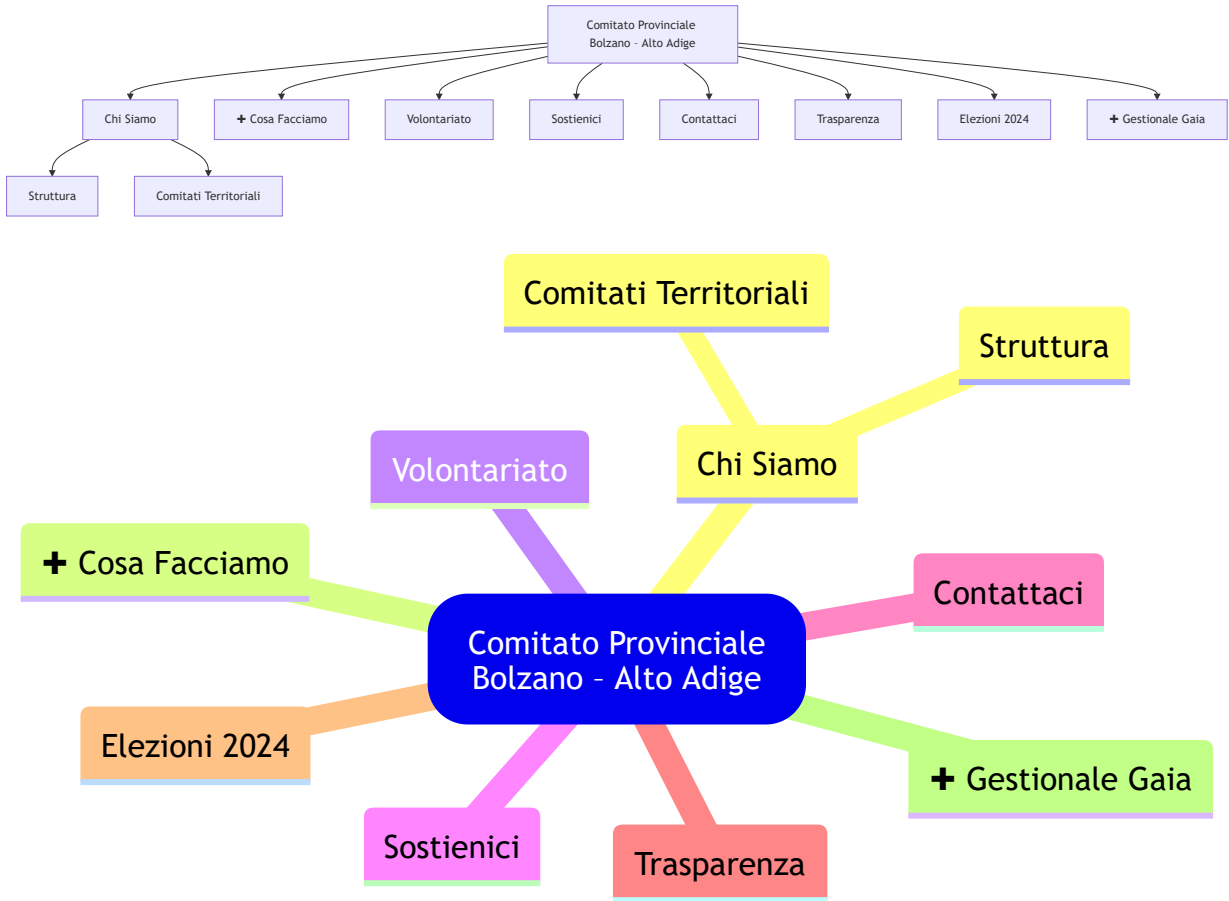 Comitato Provinciale
Bolzano – Alto Adige
Chi Siamo
✚ Cosa Facciamo
Volontariato
Sostienici
Contattaci
Trasparenza
Elezioni 2024
✚ Gestionale Gaia
Struttura
Comitati Territoriali
Comitati Territoriali
Struttura
Chi Siamo
Volontariato
✚ Cosa Facciamo
Contattaci
Comitato Provinciale
Bolzano – Alto Adige
Elezioni 2024
✚ Gestionale Gaia
Sostienici
Trasparenza